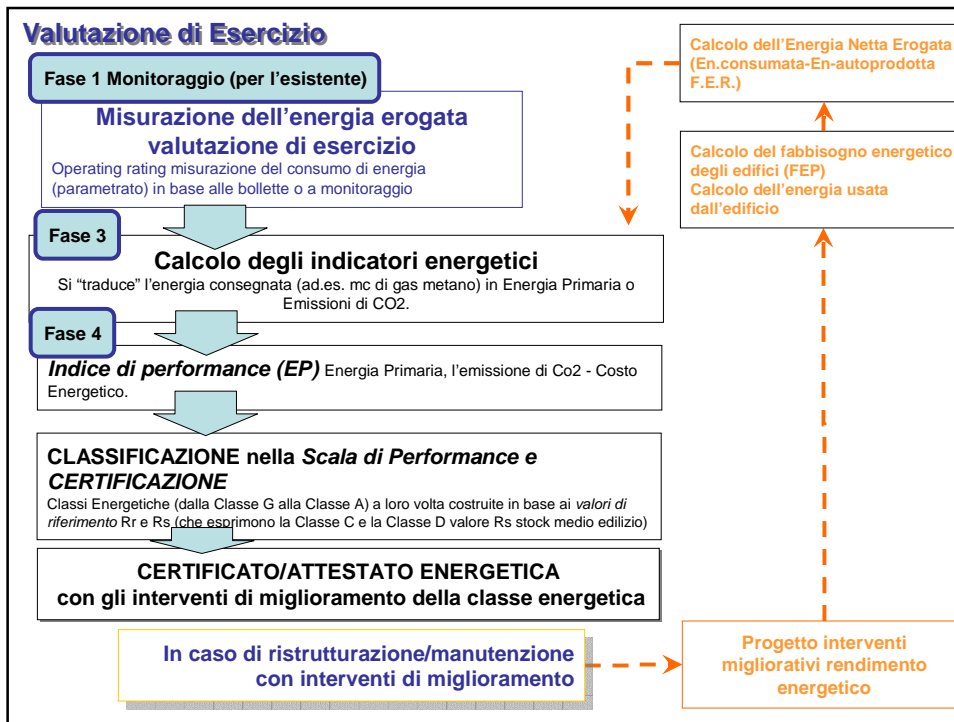 Valutazione di Esercizio
Fase 1 Monitoraggio (per l'esistente)
Misurazione dell'energia erogata
valutazione di esercizio
Operating rating misurazione del consumo di energia
(parametrato) in base alle bollette o a monitoraggio
Fase 3
Calcolo degli indicatori energetici
Si "traduce" l'energia consegnata (ad.es. mc di gas metano) in Energia Primaria o
Emissioni di CO2.
Fase 4
Indice di performance (EP) Energia Primaria, l'emissione di Co2 - Costo
Energetico.
CLASSIFICAZIONE nella Scala di Performance e
CERTIFICAZIONE
Classi Energetiche (dalla Classe G alla Classe A) a loro volta costruite in base ai valori di
riferimento Rr e Rs (che esprimono la Classe C e la Classe D valore Rs stock medio edilizio)
CERTIFICATO/ATTESTATO ENERGETICA
con gli interventi di miglioramento della classe energetica
In caso di ristrutturazione/manutenzione
con interventi di miglioramento
Progetto interventi
migliorativi rendimento
energetico
Calcolo del fabbisogno energetico
degli edifici (FEP)
Calcolo dell'energia usata
dall'edificio
Calcolo dell'Energia Netta Erogata
(En.consumata-En-autoprodotta
F.E.R.)